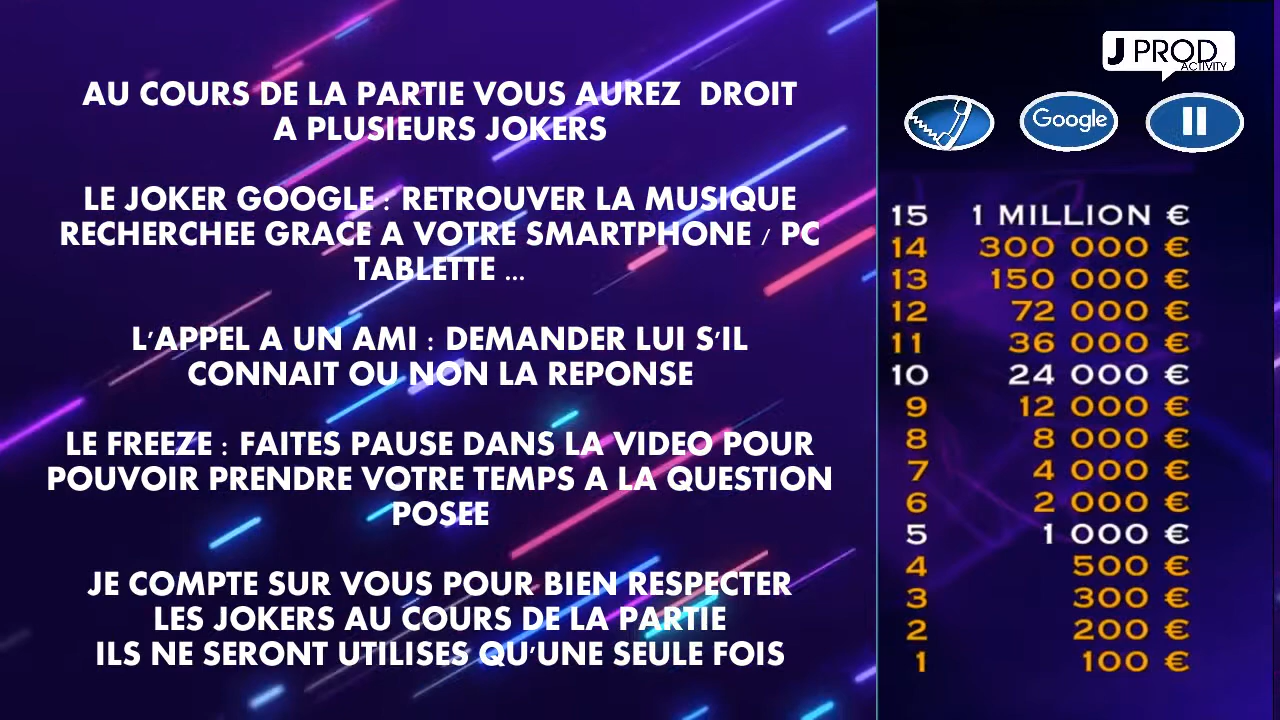 AU COURS DE LA PARTIE VOUS AUREZ DROIT
A PLUSIEURS JOKERS
LE JOKER GOOGLE : RETROUVER LA MUSIQUE
RECHERCHEE GRACE A VOTRE SMARTPHONE / PC
TABLETTE ...
L'APPEL A UN AMI : DEMANDER LUI S'IL
CONNAIT OU NON LA REPONSE
LE FREEZE : FAITES PAUSE DANS LA VIDEO POUR
POUVOIR PRENDRE VOTRE TEMPS A LA QUESTION
POSEE
JE COMPTE SUR VOUS POUR BIEN RESPECTER
LES JOKERS AU COURS DE LA PARTIE
ILS NE SERONT UTILISES QU'UNE SEULE FOIS
J PROD
ACTIVITY
Google
15 1 MILLION €
14 300 000 €
13 150 000 €
12 72 000 €
11 36 000 €
10 24 000 €
9 12 000 €
8 8 000 €
7 4 000 €
6 2 000 €
5 1 000 €
4 500 €
3 300 €
2 200 €
1 100 €